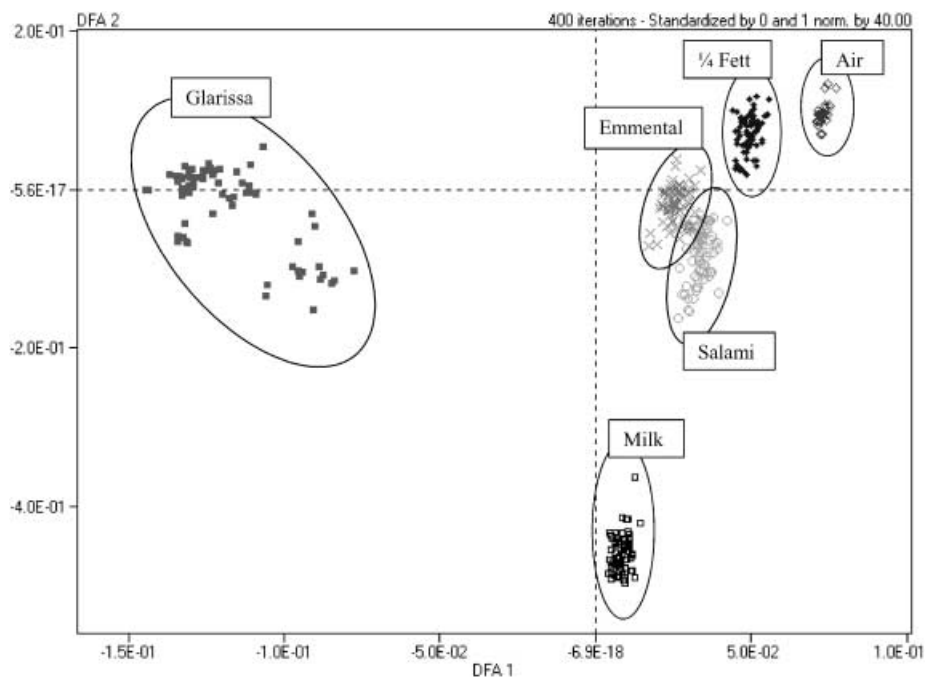 DFA 2
400 iterations - Standardized by 0 and 1 norm. by 40.00
2.0E-01
¼ Fett
Air
Glarissa
Emmental
-5.6E-17
-2.0E-01
Salami
Milk
-4.0E-01
-1.5E-01
-1.0E-01
-5.0E-02
-6.9E-18
5.0E-02
1.0E-01
DFA 1